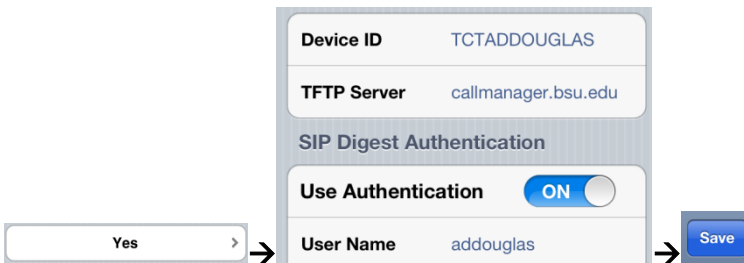 Yes
Device ID TCTADDOUGLAS
TFTP Server callmanager.bsu.edu
SIP Digest Authentication
Use Authentication ON
User Name addouglas
Save